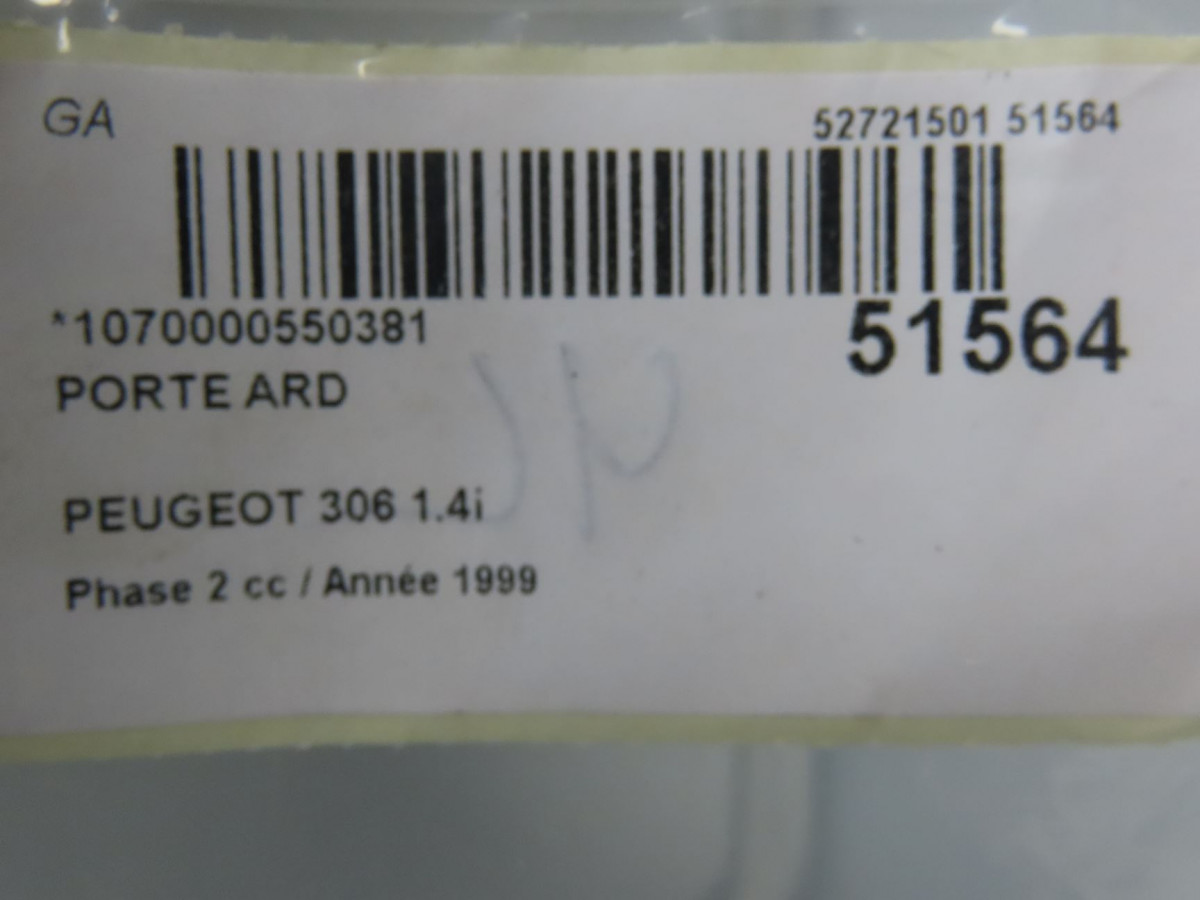 GA
52721501 51564
*1070000550381
51564
PORTE ARD
PEUGEOT 306 1.4i
Phase 2 cc / Année 1999